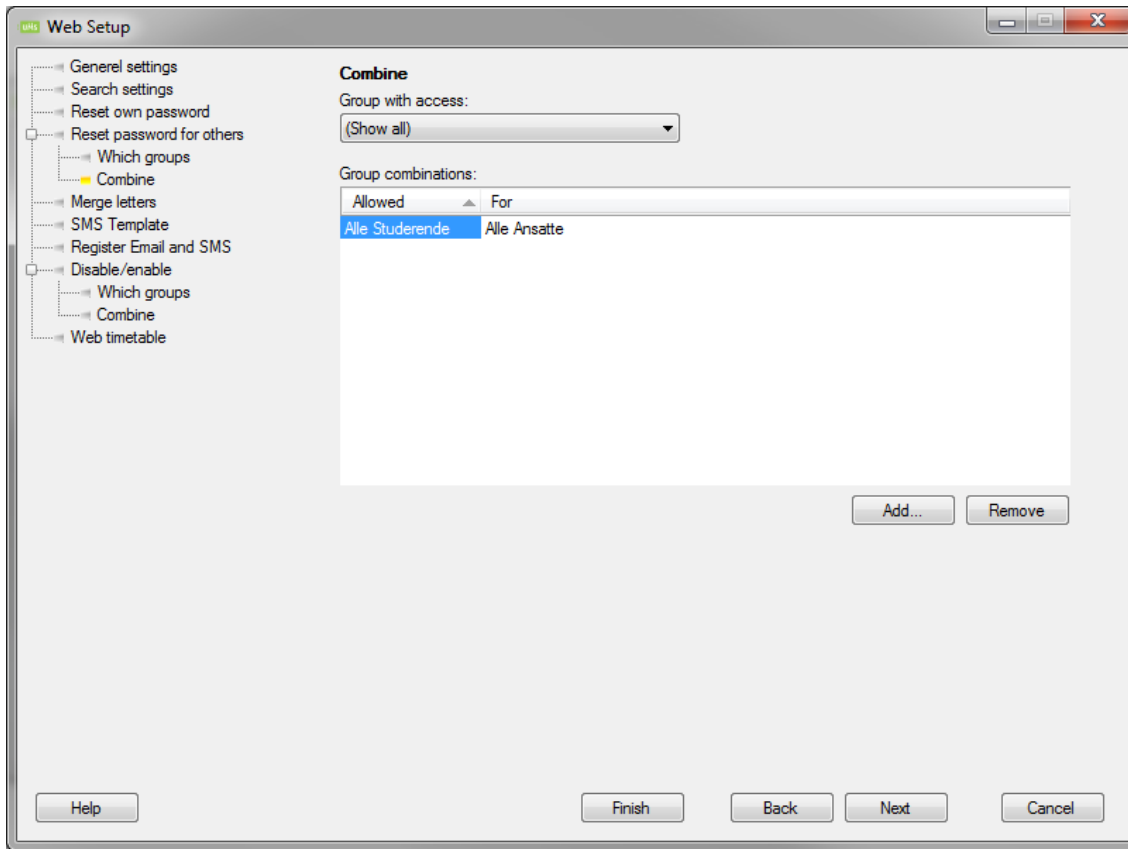 UMS Web Setup
Generel settings
Search settings
Reset own password
Reset password for others
Which groups
Combine
Merge letters
SMS Template
Register Email and SMS
Disable/enable
Which groups
Combine
Web timetable
Combine
Group with access:
(Show all)
Group combinations:
Allowed For
Alle Studerende Alle Ansatte
Add... Remove
Help Finish Back Next Cancel